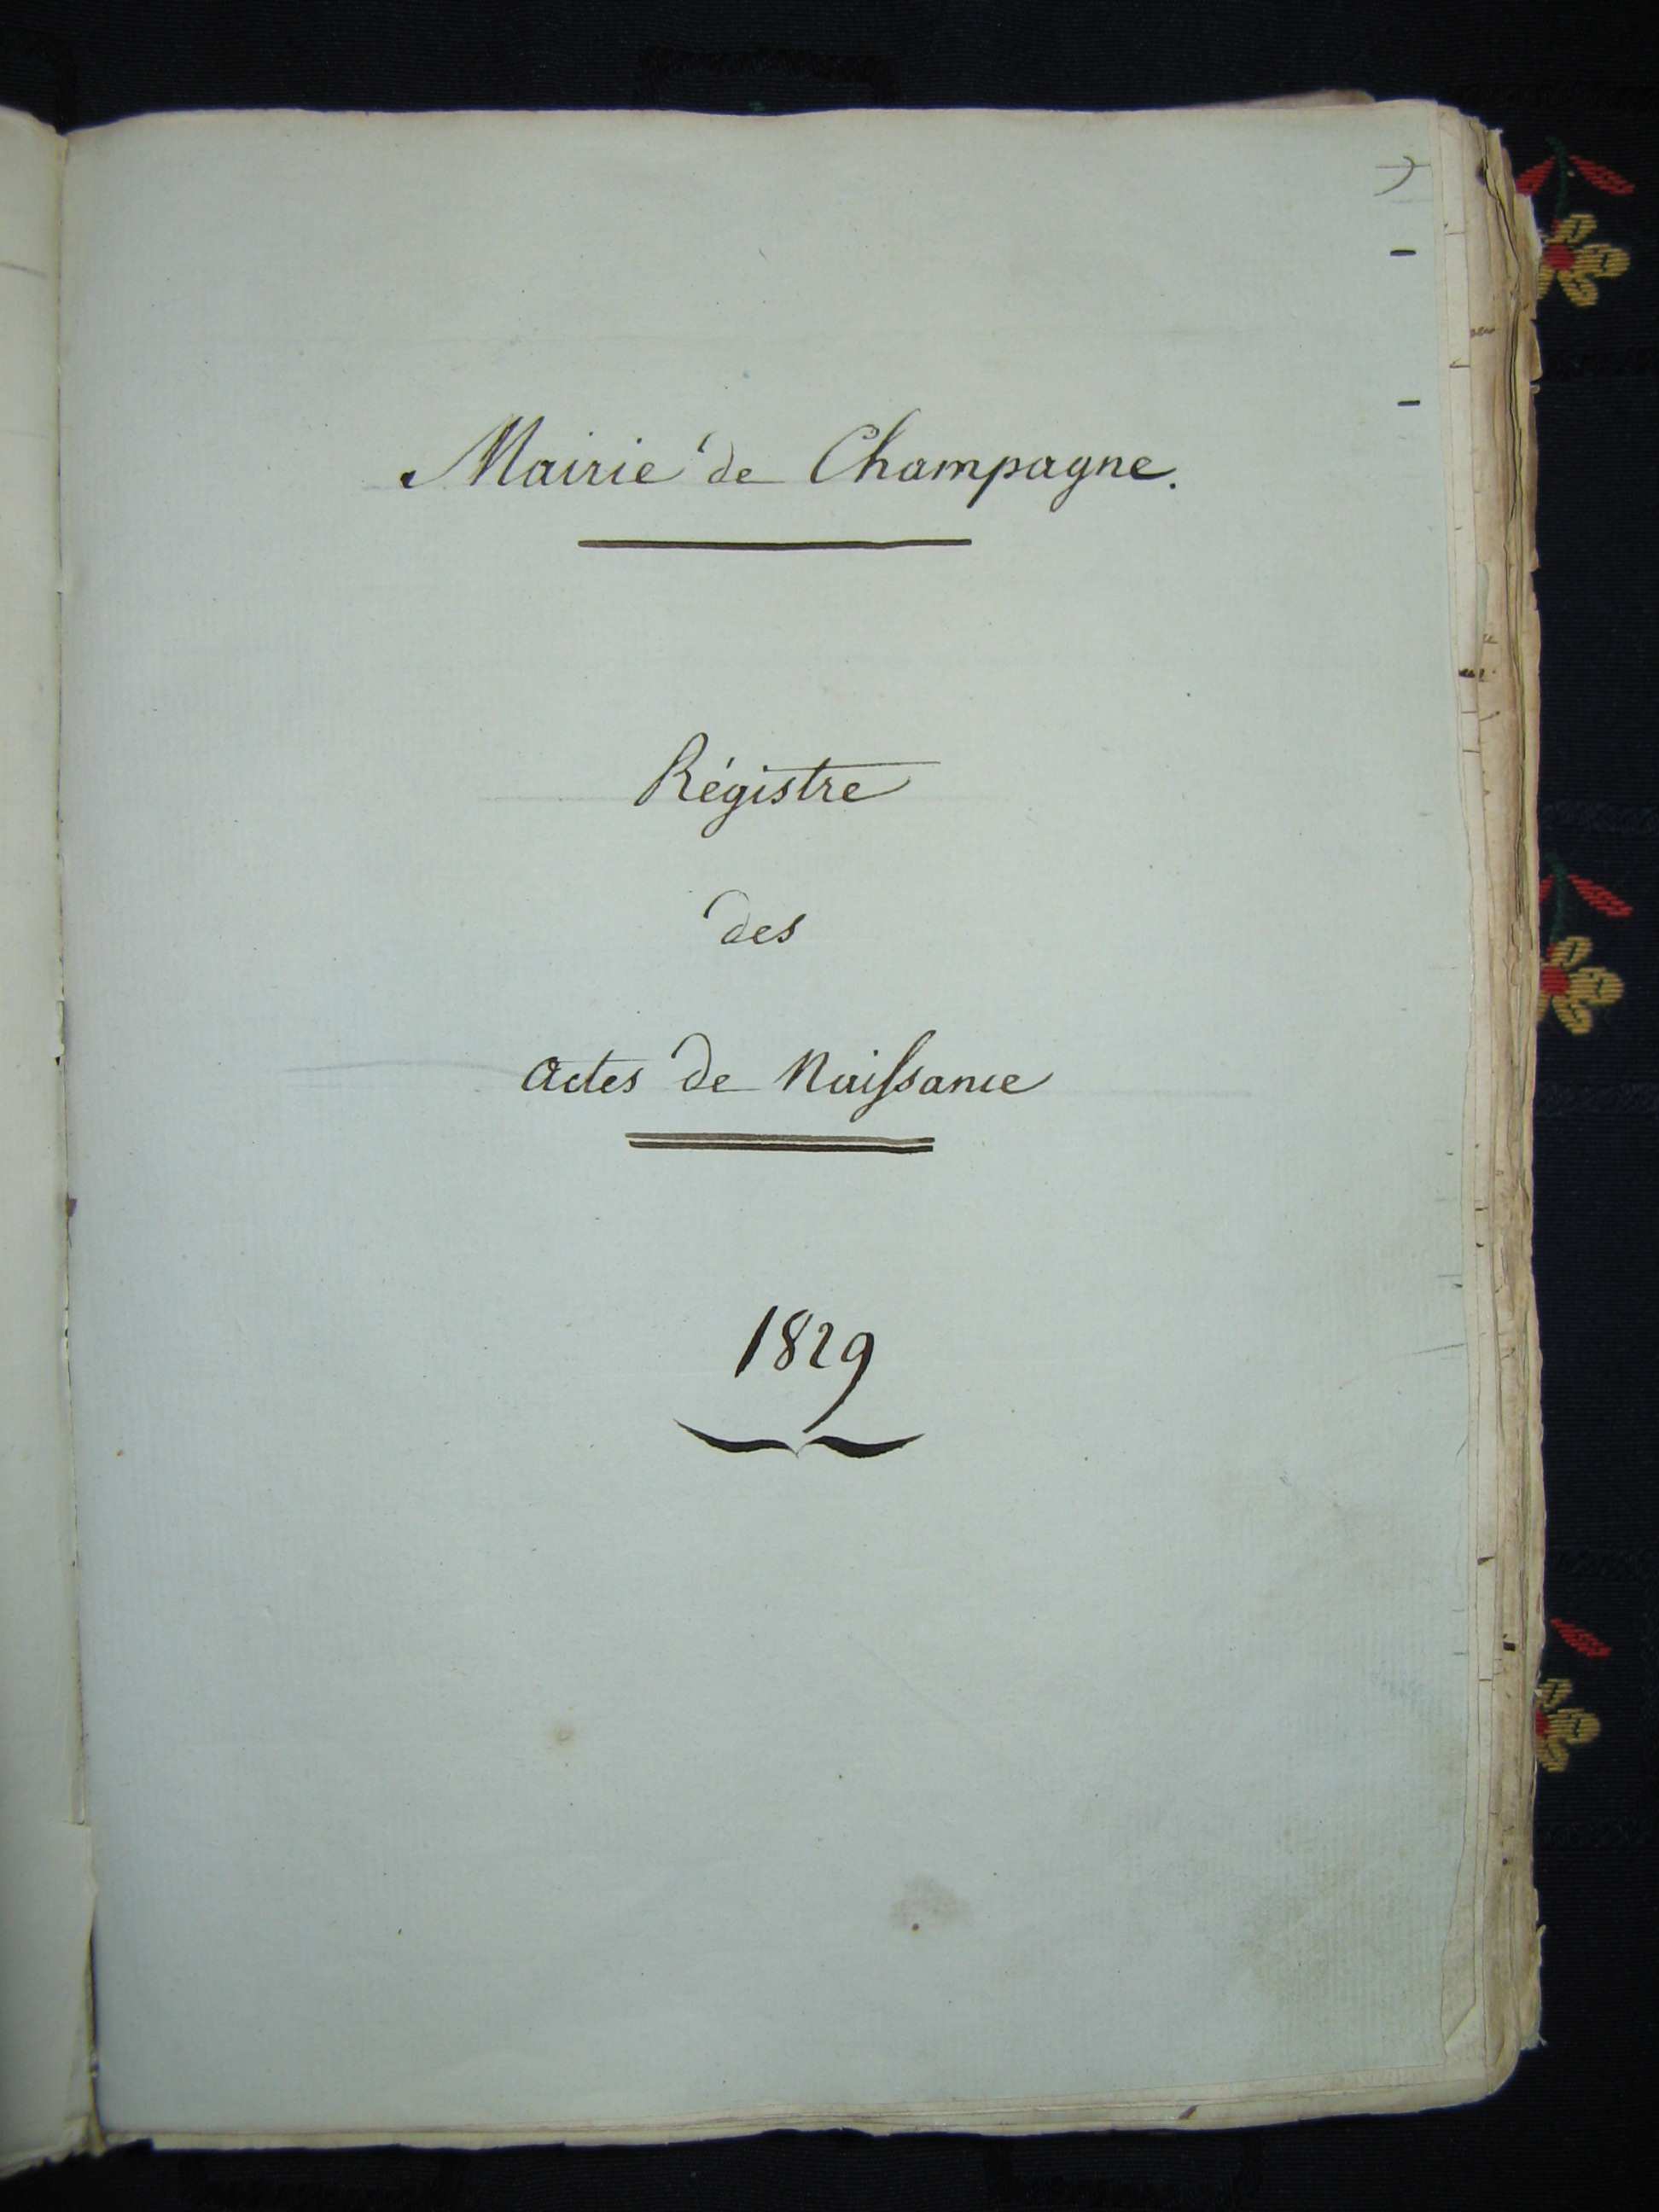 Mairie de Champagne.
Régistre
des
actes de Naissance
1829